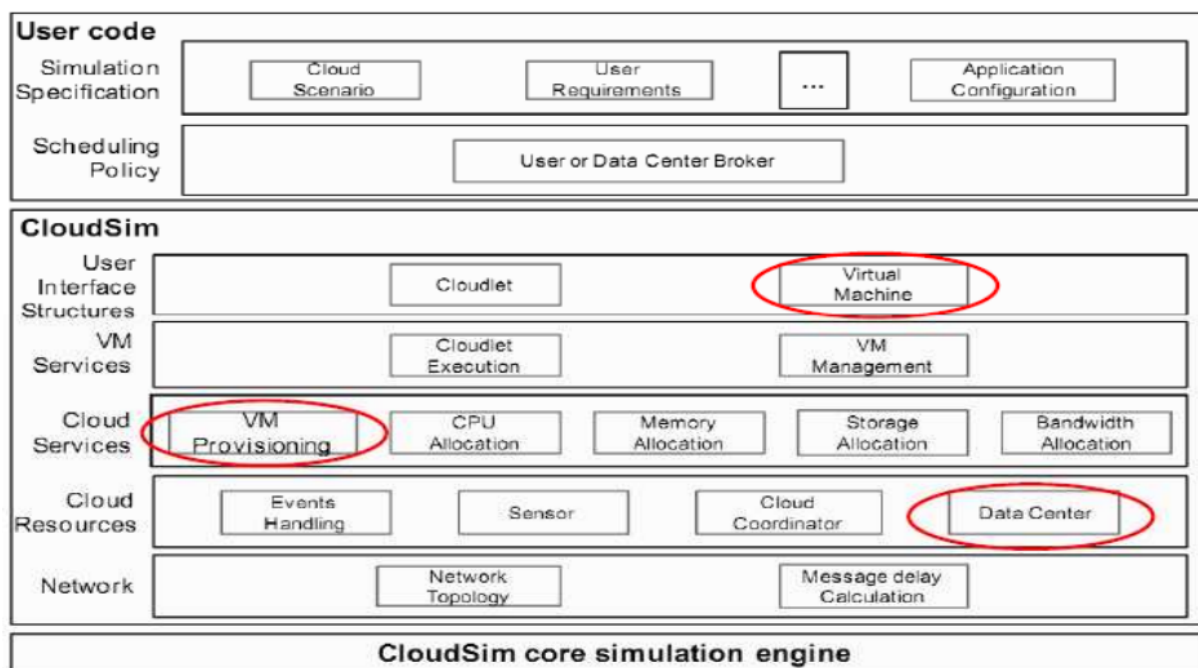 User code
Simulation
Specification
Cloud
Scenario
User
Requirements
...
Application
Configuration
Scheduling
Policy
User or Data Center Broker
CloudSim
User
Interface
Structures
Cloudlet
Virtual
Machine
VM
Services
Cloudlet
Execution
VM
Management
Cloud
Services
VM
Provisioning
CPU
Allocation
Memory
Allocation
Storage
Allocation
Bandwidth
Allocation
Cloud
Resources
Events
Handling
Sensor
Cloud
Coordinator
Data Center
Network
Network
Topology
Message delay
Calculation
CloudSim core simulation engine